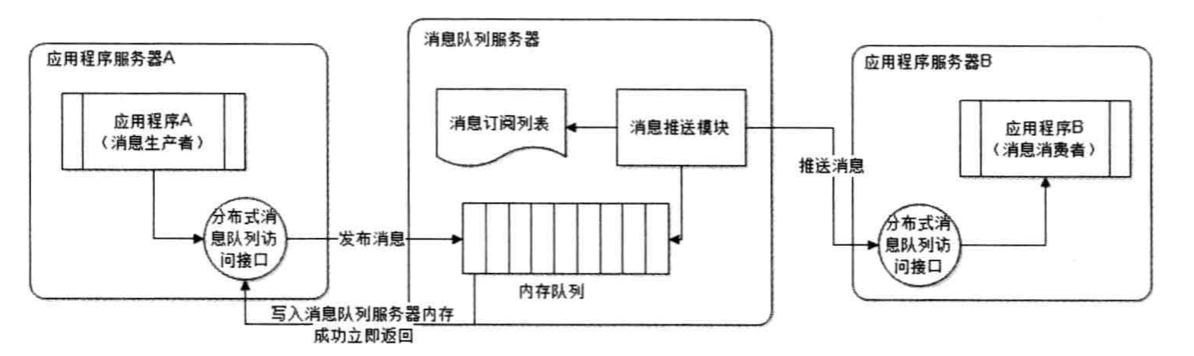 应用程序服务器A
应用程序A
（消息生产者）
分布式消
息队列访
问接口
发布消息
写入消息队列服务器内存
成功立即返回
消息队列服务器
消息订阅列表
消息推送模块
内存队列
推送消息
应用程序服务器B
应用程序B
（消息消费者）
分布式消
息队列访
问接口